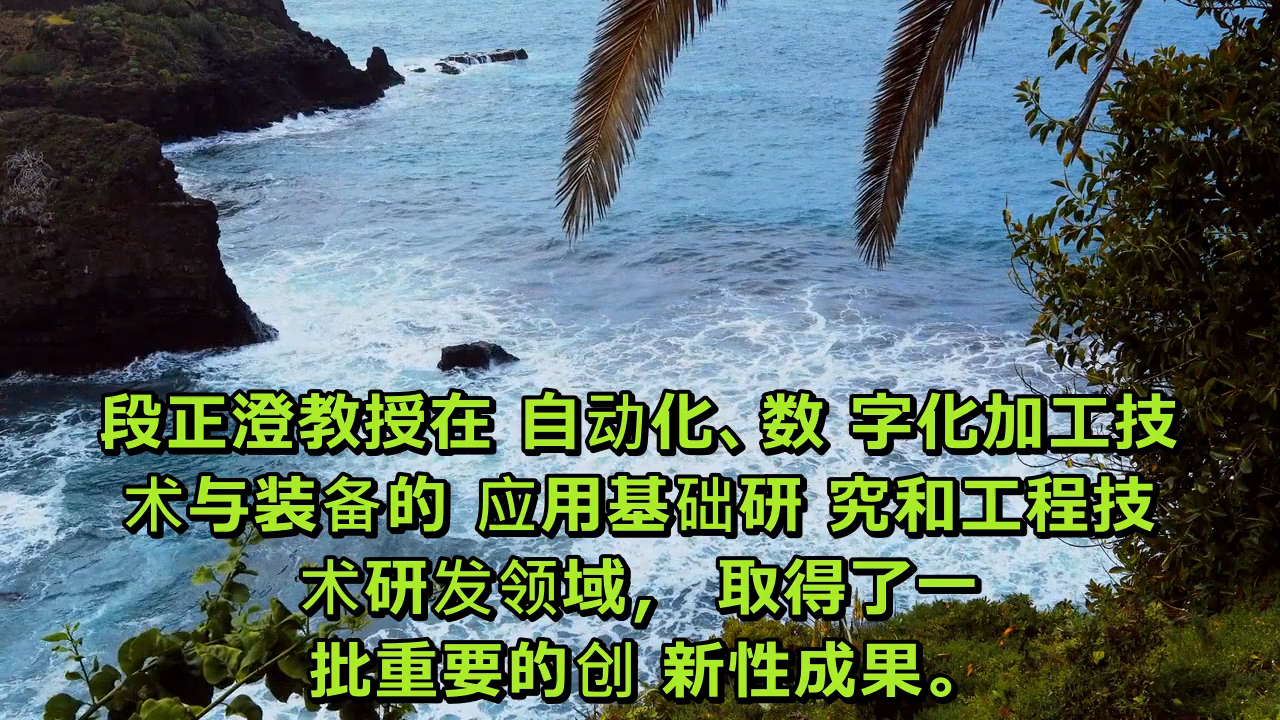 段正澄教授在 自动化、数 字化加工技
术与装备的 应用基础研 究和工程技
术研发领域， 取得了一
批重要的创 新性成果。